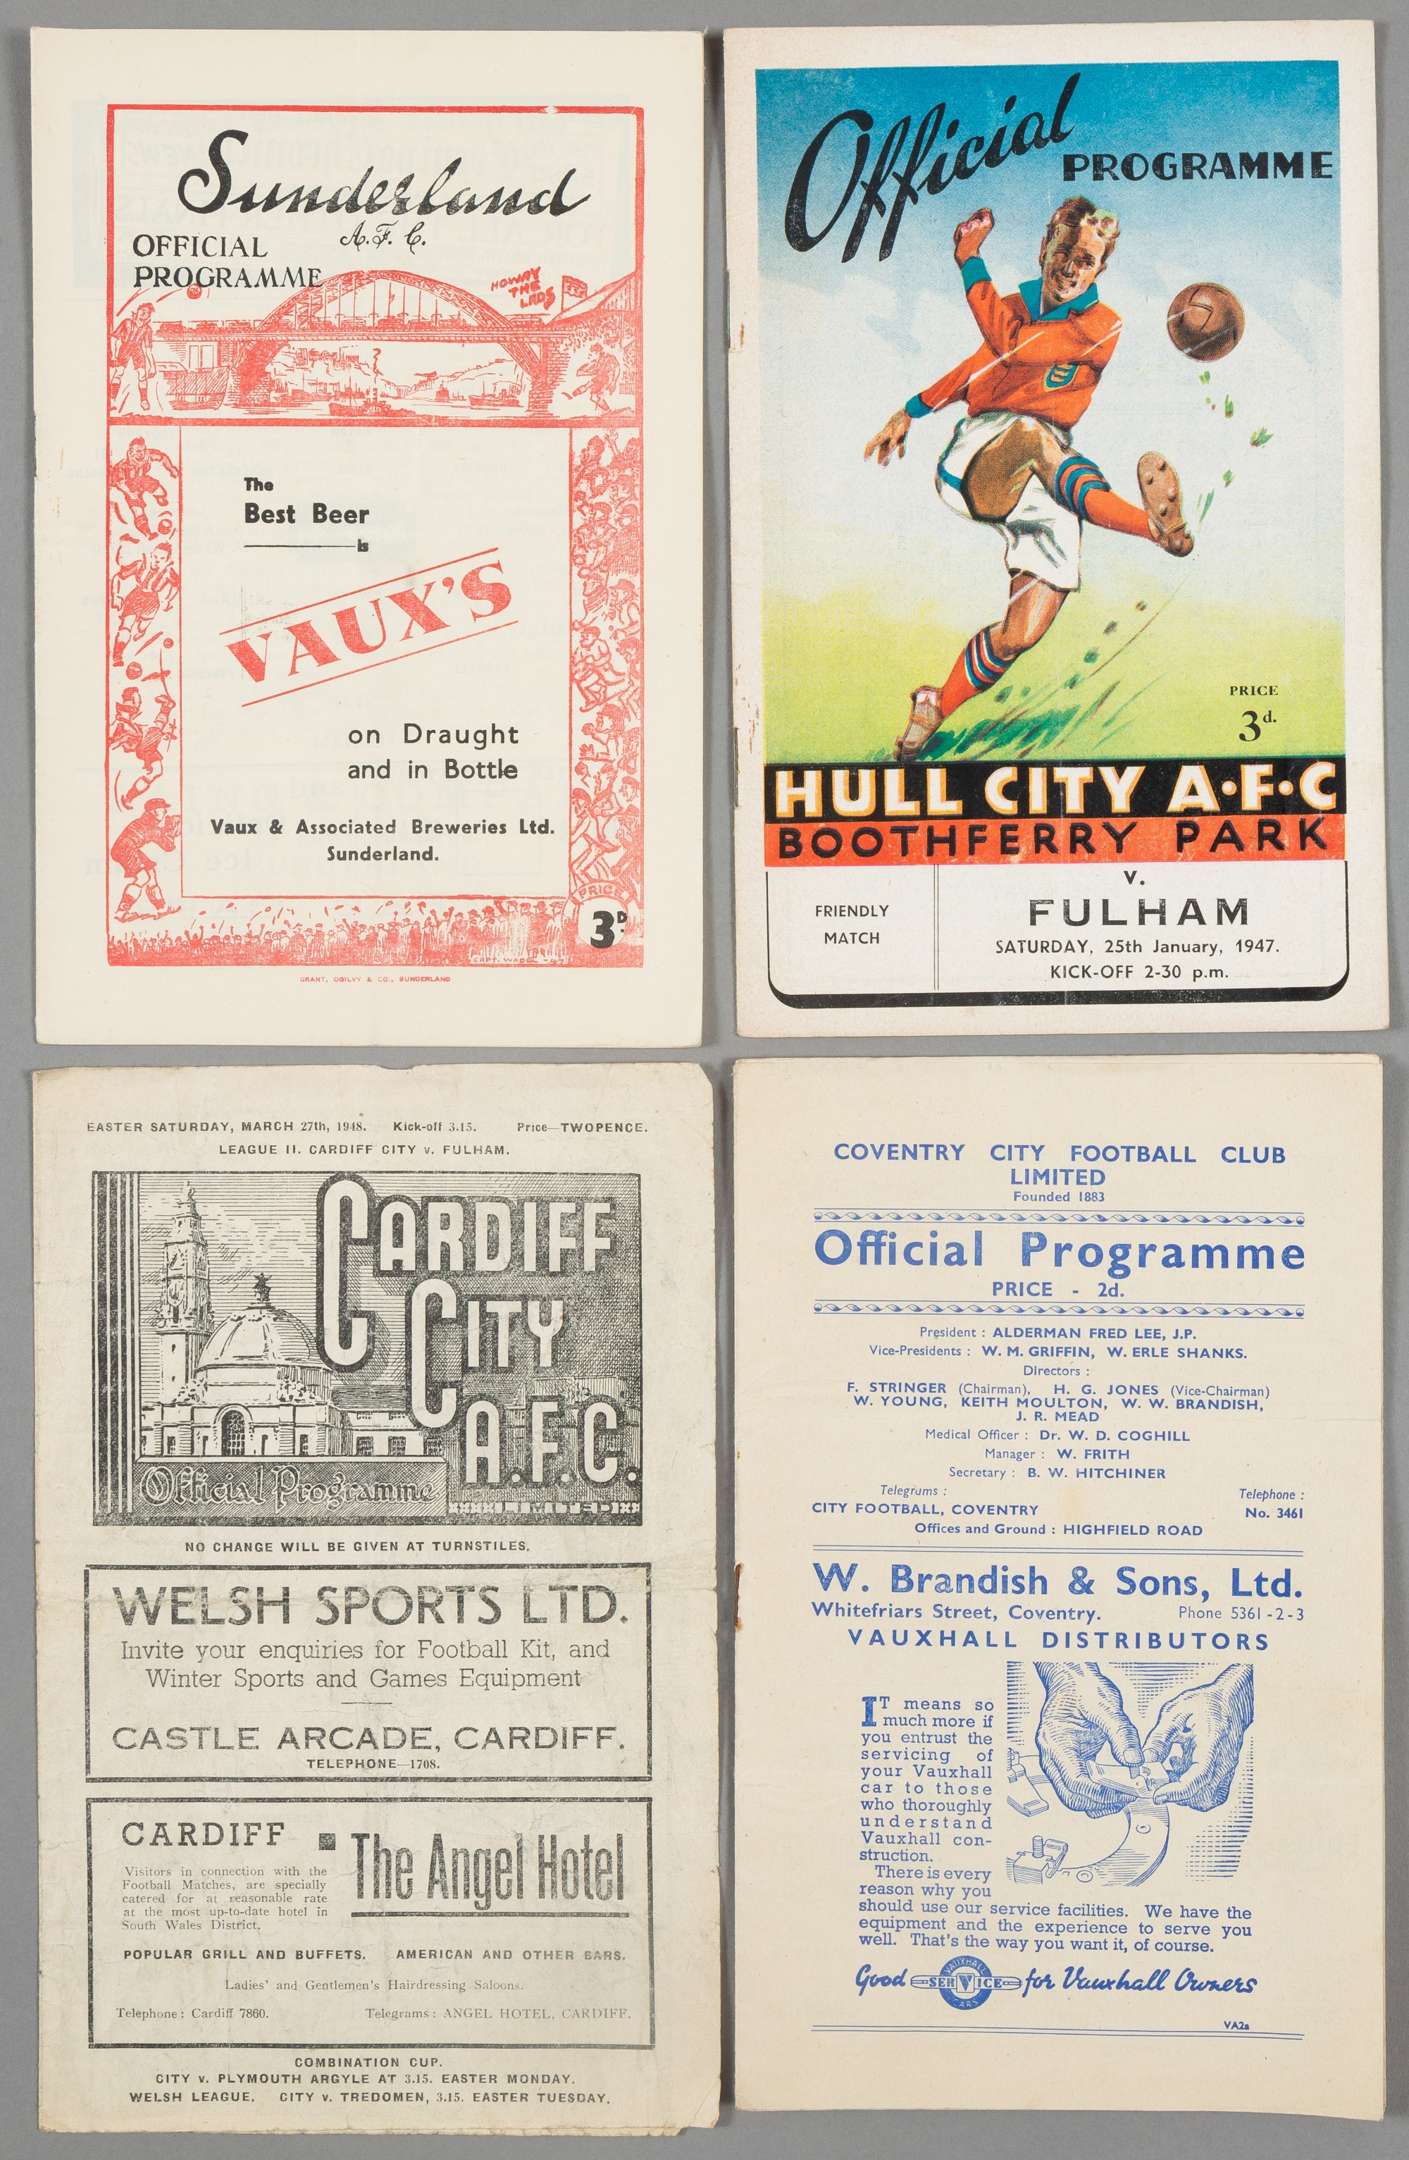 Sunderland
A.F.C.
OFFICIAL
PROGRAMME
HOWAY
THE
LADS
The
Best Beer
is
VAUX'S
on Draught
and in Bottle
Vaux & Associated Breweries Ltd.
Sunderland.
PRICE
3D.
GRANT, OGILVY & CO., SUNDERLAND
Official PROGRAMME
PRICE
3d.
HULL CITY A·F·C
BOOTHFERRY PARK
FRIENDLY
MATCH
v.
FULHAM
SATURDAY, 25th January, 1947.
KICK-OFF 2-30 p.m.
EASTER SATURDAY, MARCH 27th, 1948. Kick-off 3.15. Price—TWOPENCE.
LEAGUE II. CARDIFF CITY v. FULHAM.
CARDIFF
CITY
A.F.C.
Official Programme
NO CHANGE WILL BE GIVEN AT TURNSTILES.
WELSH SPORTS LTD.
Invite your enquiries for Football Kit, and
Winter Sports and Games Equipment
CASTLE ARCADE, CARDIFF.
TELEPHONE—1708.
CARDIFF
The Angel Hotel
Visitors in connection with the
Football Matches, are specially
catered for at reasonable rate
at the most up-to-date hotel in
South Wales District.
POPULAR GRILL AND BUFFETS. AMERICAN AND OTHER BARS.
Ladies' and Gentlemen's Hairdressing Saloons.
Telephone: Cardiff 7860. Telegrams: ANGEL HOTEL, CARDIFF.
COMBINATION CUP.
CITY v. PLYMOUTH ARGYLE AT 3.15. EASTER MONDAY.
WELSH LEAGUE. CITY v. TREDOMEN, 3.15. EASTER TUESDAY.
COVENTRY CITY FOOTBALL CLUB
LIMITED
Founded 1883
Official Programme
PRICE - 2d.
President: ALDERMAN FRED LEE, J.P.
Vice-Presidents: W. M. GRIFFIN, W. ERLE SHANKS.
Directors:
F. STRINGER (Chairman), H. G. JONES (Vice-Chairman)
W. YOUNG, KEITH MOULTON, W. W. BRANDISH,
J. R. MEAD
Medical Officer: Dr. W. D. COGHILL
Manager: W. FRITH
Secretary: B. W. HITCHINER
Telegrams: Telephone:
CITY FOOTBALL, COVENTRY No. 3461
Offices and Ground: HIGHFIELD ROAD
W. Brandish & Sons, Ltd.
Whitefriars Street, Coventry. Phone 5361-2-3
VAUXHALL DISTRIBUTORS
IT means so
much more if
you entrust the
servicing of
your Vauxhall
car to those
who thoroughly
understand
Vauxhall con-
struction.
There is every
reason why you
should use our service facilities. We have the
equipment and the experience to serve you
well. That's the way you want it, of course.
Good SERVICE for Vauxhall Owners
VAUXHALL
CARS
VA2a